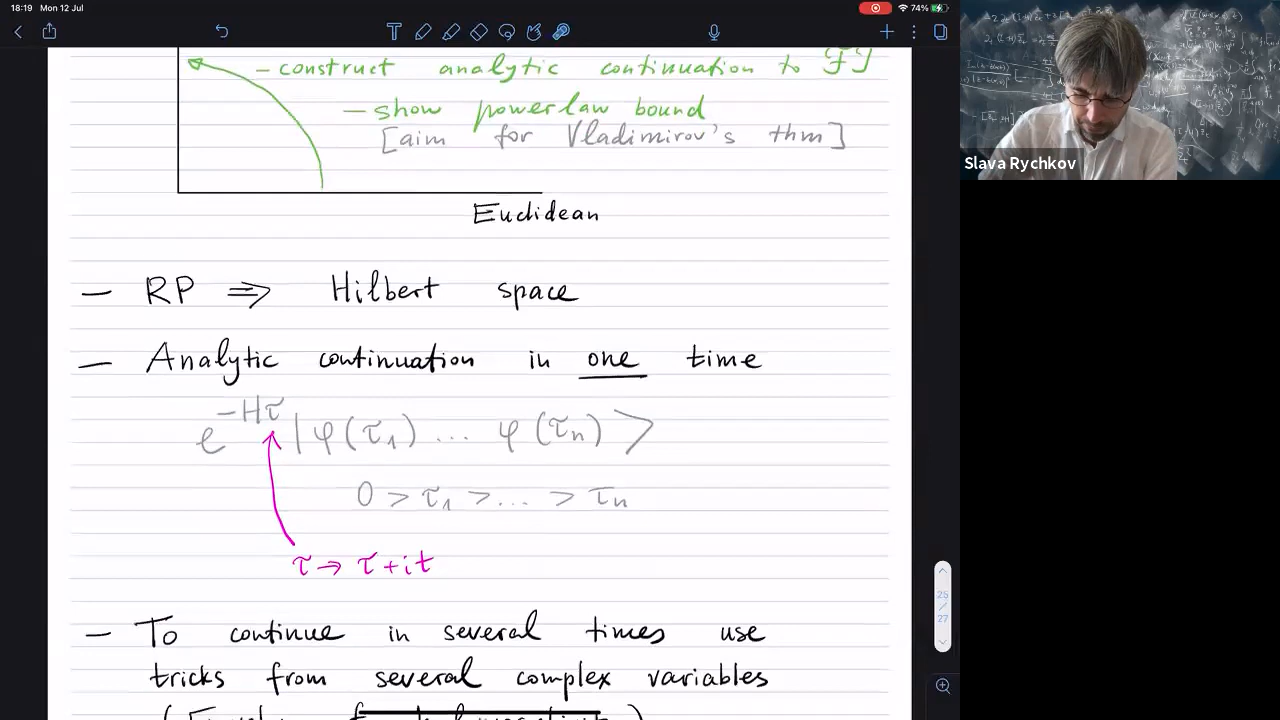 18:19 Mon 12 Jul
74%
– construct analytic continuation to
– show powerlaw bound
[aim for Vladimirov's thm]
Euclidean
– RP ⇒ Hilbert space
– Analytic continuation in one time
e^{-Hτ} |φ(τ₁) ... φ(τₙ)>
0 > τ₁ > ... > τₙ
τ → τ+it
– To continue in several times use
tricks from several complex variables
25
/
27
Slava Rychkov